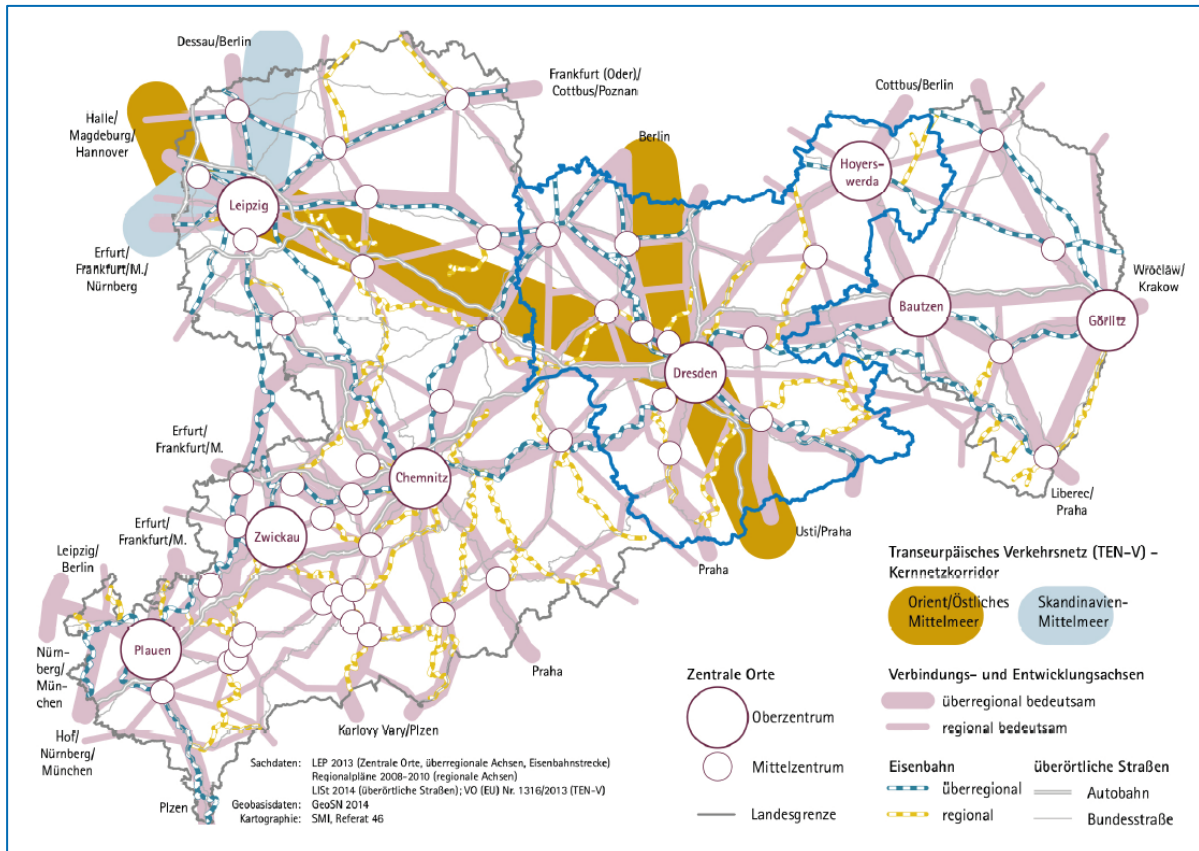 Dessau/Berlin
Halle/
Magdeburg/
Hannover
Frankfurt (Oder)/
Cottbus/Poznan
Berlin
Cottbus/Berlin
Hoyers-
werda
Leipzig
Erfurt/
Frankfurt/M./
Nürnberg
Wrocław/
Krakow
Bautzen
Görlitz
Dresden
Erfurt/
Frankfurt/M.
Chemnitz
Liberec/
Praha
Erfurt/
Frankfurt/M.
Zwickau
Usti/Praha
Leipzig/
Berlin
Praha
Plauen
Nürn-
berg/
Mün-
chen
Praha
Hof/
Nürnberg/
München
Karlovy Vary/Plzen
Plzen
Transeurpäisches Verkehrsnetz (TEN-V) –
Kernnetzkorridor
Orient/Östliches
Mittelmeer
Skandinavien-
Mittelmeer
Zentrale Orte
Oberzentrum
Mittelzentrum
Landesgrenze
Verbindungs- und Entwicklungsachsen
überregional bedeutsam
regional bedeutsam
Eisenbahn
überregional
regional
überörtliche Straßen
Autobahn
Bundesstraße
Sachdaten: LEP 2013 (Zentrale Orte, überregionale Achsen, Eisenbahnstrecke)
Regionalpläne 2008-2010 (regionale Achsen)
LISt 2014 (überörtliche Straßen); VO (EU) Nr. 1316/2013 (TEN-V)
Geobasisdaten: GeoSN 2014
Kartographie: SMI, Referat 46